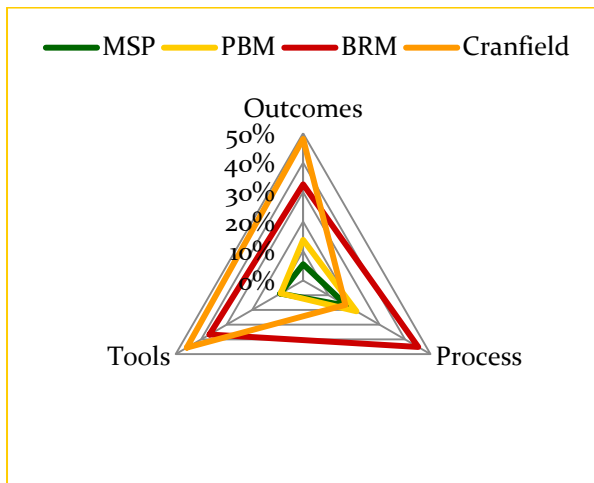 MSP PBM BRM Cranfield
Outcomes
50%
40%
30%
20%
10%
0%
Tools Process